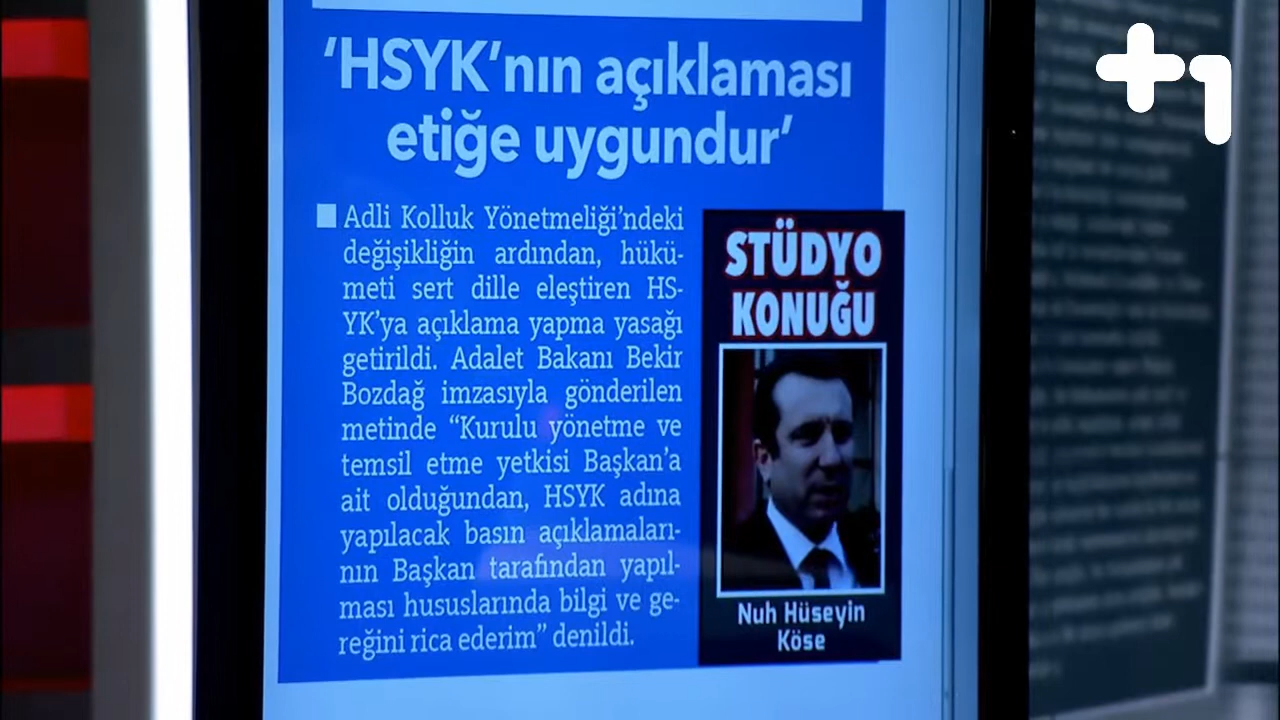 +1
'HSYK'nın açıklaması
etiğe uygundur'
Adli Kolluk Yönetmeliği'ndeki
değişikliğin ardından, hükü-
meti sert dille eleştiren HS-
YK'ya açıklama yapma yasağı
getirildi. Adalet Bakanı Bekir
Bozdağ imzasıyla gönderilen
metinde “Kurulu yönetme ve
temsil etme yetkisi Başkan'a
ait olduğundan, HSYK adına
yapılacak basın açıklamaları-
nın Başkan tarafından yapıl-
ması hususlarında bilgi ve ge-
reğini rica ederim” denildi.
STÜDYO
KONUĞU
Nuh Hüseyin
Köse